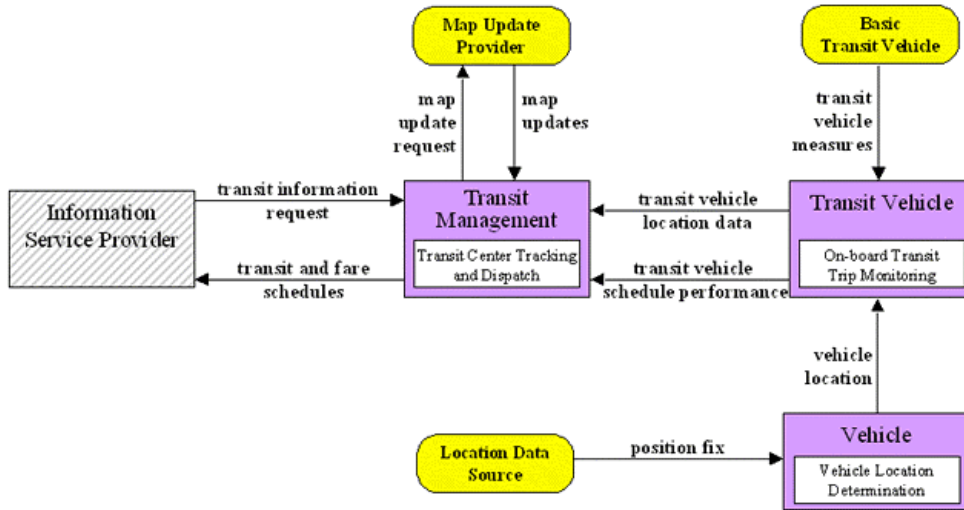 Map Update
Provider
Basic
Transit Vehicle
map
update
request
map
updates
transit
vehicle
measures
Information
Service Provider
transit information
request
transit and fare
schedules
Transit
Management
Transit Center Tracking
and Dispatch
transit vehicle
location data
transit vehicle
schedule performance
Transit Vehicle
On-board Transit
Trip Monitoring
vehicle
location
Location Data
Source
position fix
Vehicle
Vehicle Location
Determination